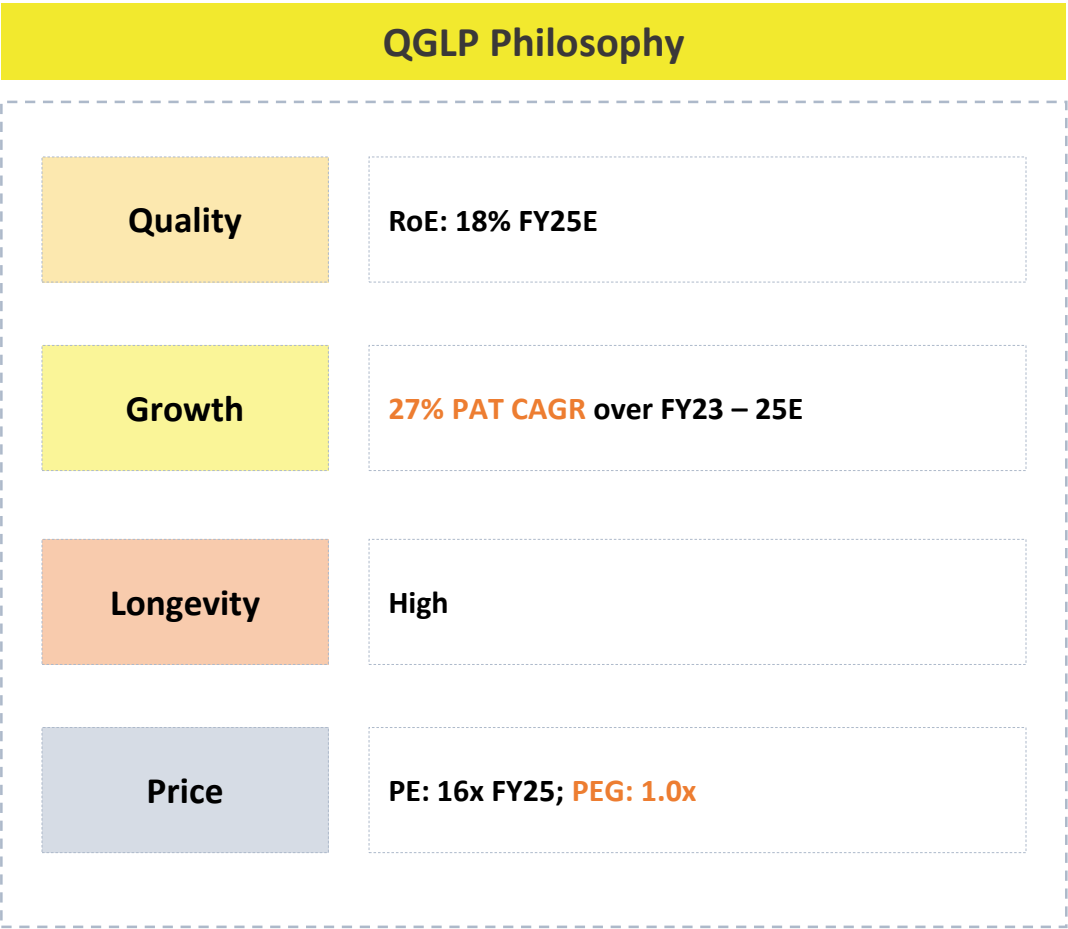 QGLP Philosophy
Quality
RoE: 18% FY25E
Growth
27% PAT CAGR over FY23 – 25E
Longevity
High
Price
PE: 16x FY25; PEG: 1.0x